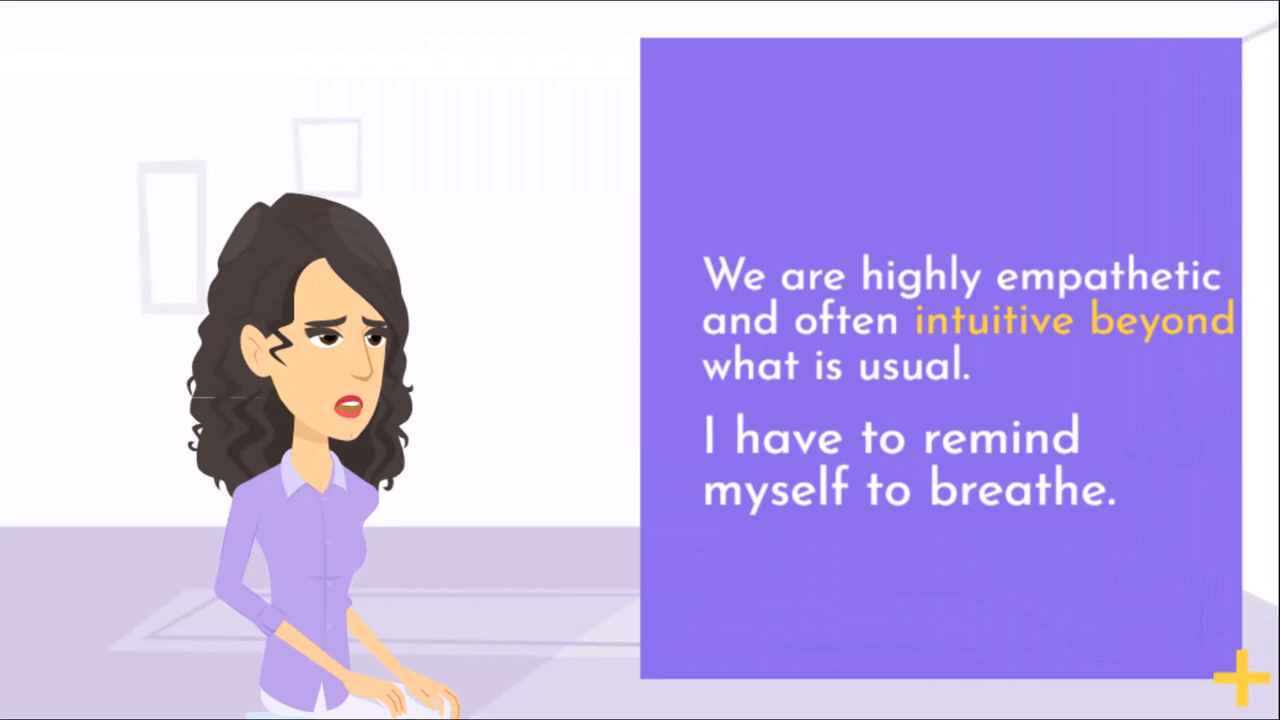 We are highly empathetic
and often intuitive beyond
what is usual.
I have to remind
myself to breathe.